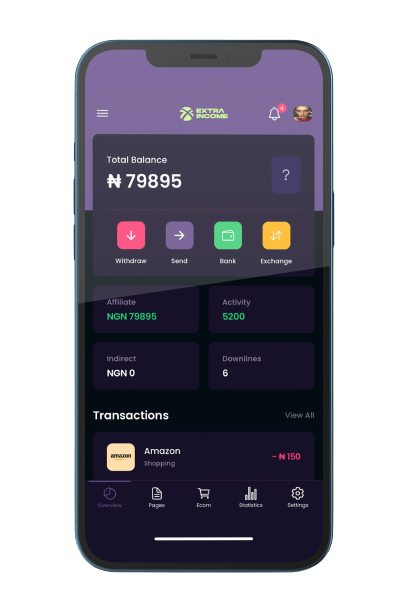 EXTRA
INCOME
4
Total Balance
₦ 79895
?
Withdraw
Send
Bank
Exchange
Affiliate
NGN 79895
Activity
5200
Indirect
NGN 0
Downlines
6
Transactions
View All
amazon
Amazon
Shopping
- ₦ 150
Overview
Pages
Ecom
Statistics
Settings